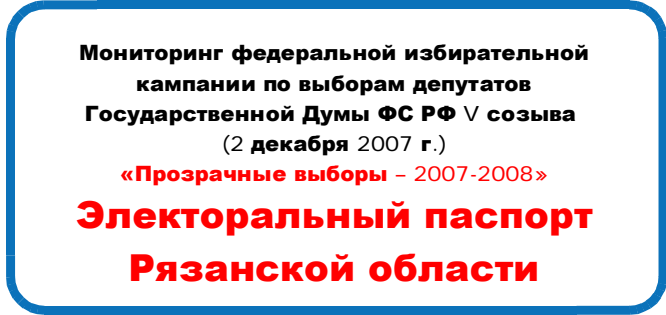 Мониторинг федеральной избирательной
кампании по выборам депутатов
Государственной Думы ФС РФ V созыва
(2 декабря 2007 г.)
«Прозрачные выборы – 2007-2008»
Электоральный паспорт
Рязанской области